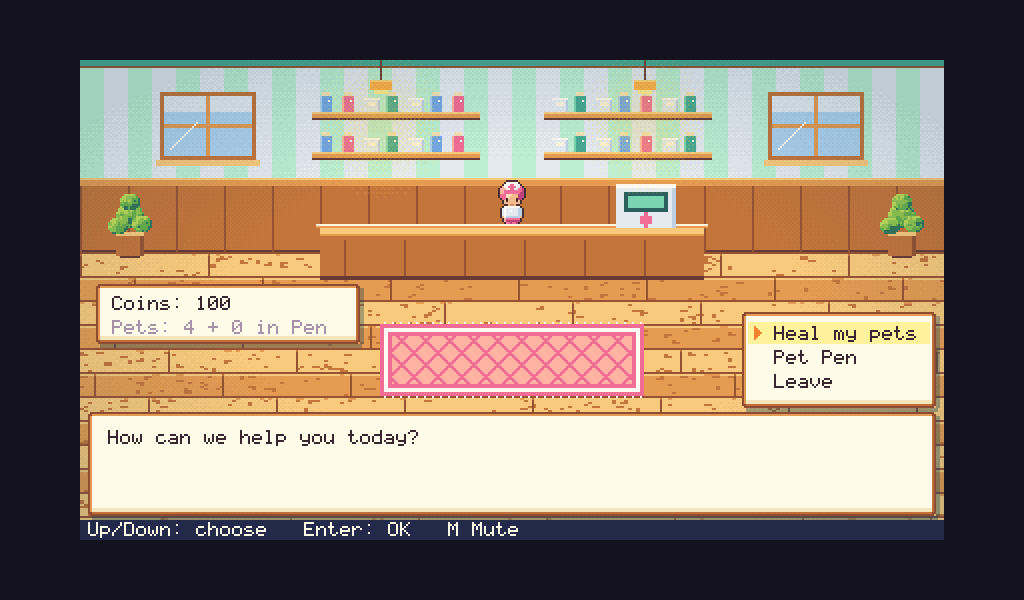 Coins: 100
Pets: 4 + 0 in Pen
Heal my pets
Pet Pen
Leave
How can we help you today?
Up/Down: choose   Enter: OK   M Mute